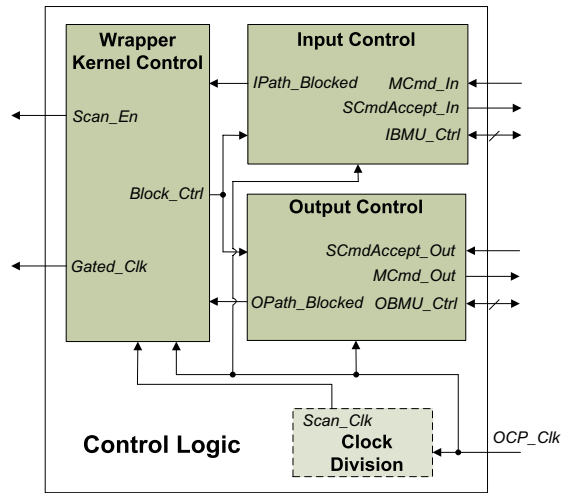 Wrapper
Kernel Control
Scan_En
Block_Ctrl
Gated_Clk
Input Control
IPath_Blocked
MCmd_In
SCmdAccept_In
IBMU_Ctrl
Output Control
SCmdAccept_Out
MCmd_Out
OPath_Blocked
OBMU_Ctrl
Scan_Clk
Clock
Division
OCP_Clk
Control Logic